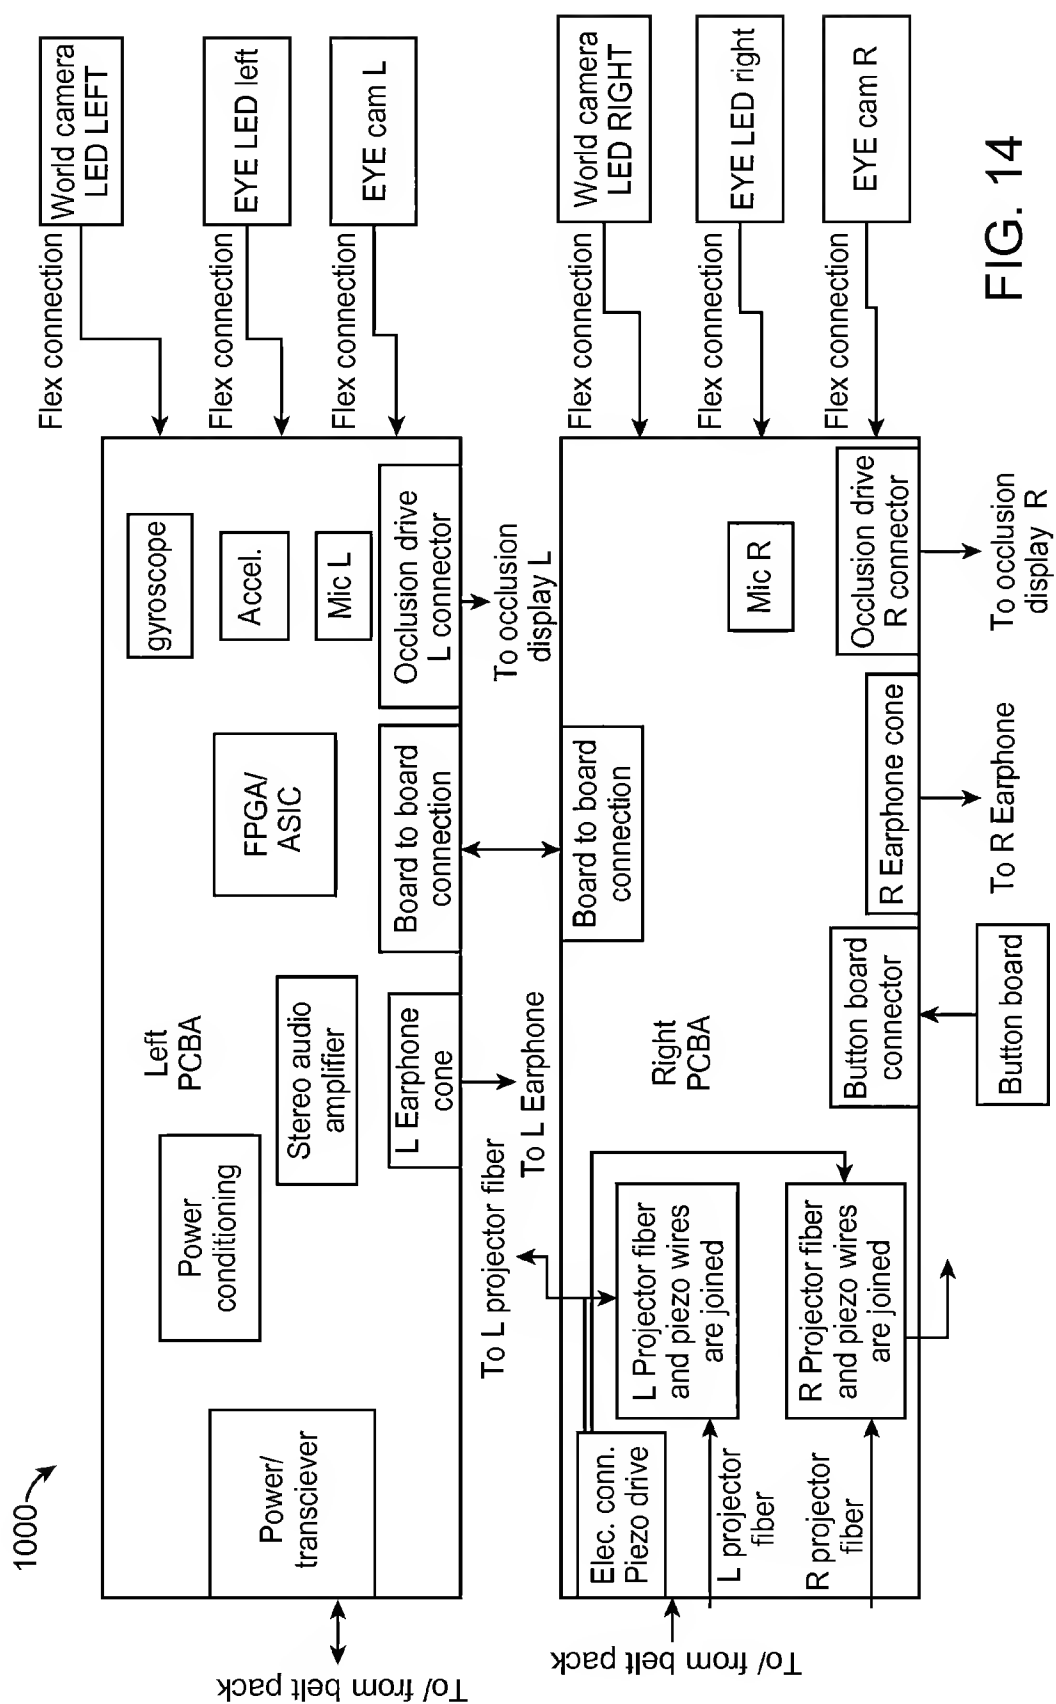 1000
To/ from belt pack
Power/
transciever
Power
conditioning
Left
PCBA
Stereo audio
amplifier
L Earphone
cone
FPGA/
ASIC
Board to board
connection
gyroscope
Accel.
Mic L
Occlusion drive
L connector
Flex connection
World camera
LED LEFT
Flex connection
EYE LED left
Flex connection
EYE cam L
To L projector fiber
To L Earphone
To occlusion
display L
To/ from belt pack
Elec. conn.
Piezo drive
L projector
fiber
R projector
fiber
L Projector fiber
and piezo wires
are joined
R Projector fiber
and piezo wires
are joined
Right
PCBA
Board to board
connection
Button board
connector
R Earphone cone
Mic R
Occlusion drive
R connector
Flex connection
World camera
LED RIGHT
Flex connection
EYE LED right
Flex connection
EYE cam R
Button board
To R Earphone
To occlusion
display R
FIG. 14